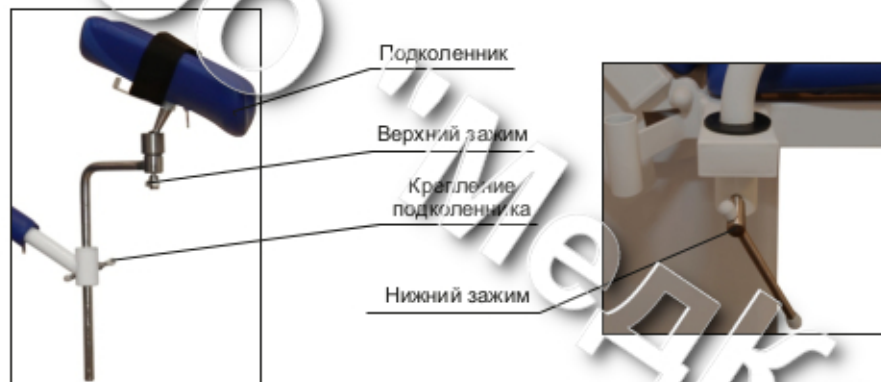 Подколенник
Верхний зажим
Крепление
подколенника
Нижний зажим
"Медк